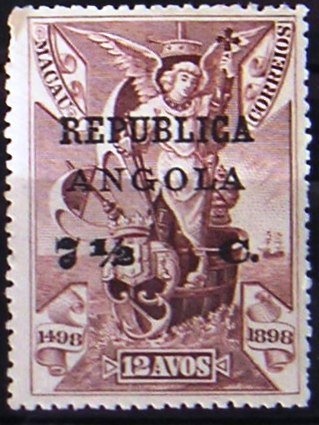 MACAU CORREIOS
REPUBLICA
ANGOLA
7 ½ C.
1498 1898
12 AVOS